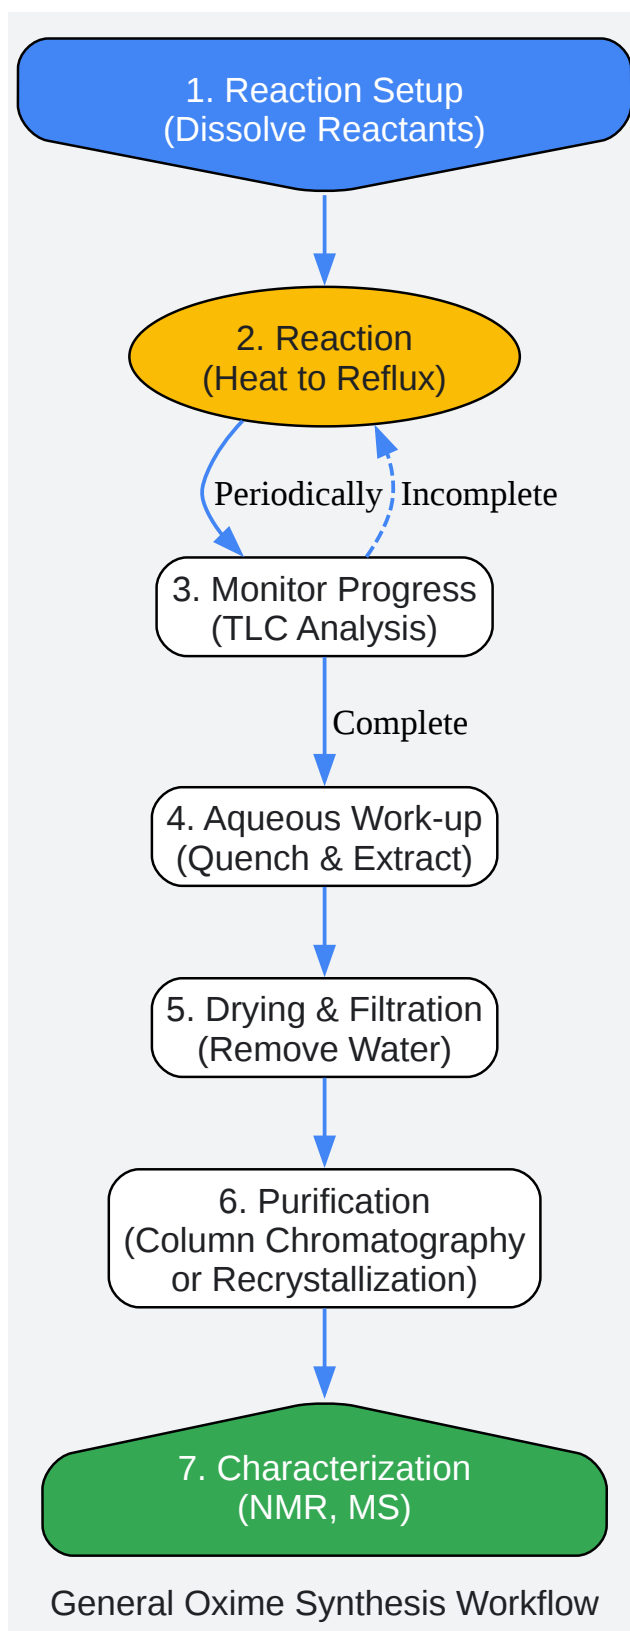 1. Reaction Setup
(Dissolve Reactants)
2. Reaction
(Heat to Reflux)
Periodically
Incomplete
3. Monitor Progress
(TLC Analysis)
Complete
4. Aqueous Work-up
(Quench & Extract)
5. Drying & Filtration
(Remove Water)
6. Purification
(Column Chromatography
or Recrystallization)
7. Characterization
(NMR, MS)
General Oxime Synthesis Workflow